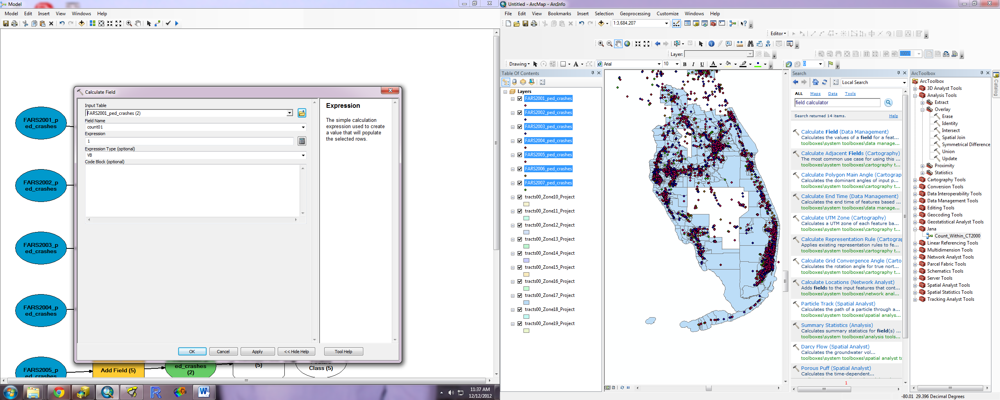 Model
Model Edit Insert View Windows Help
FARS2001_p
ed_crashes
FARS2002_p
ed_crashes
FARS2003_p
ed_crashes
FARS2004_p
ed_crashes
FARS2005_p
ed_crashes
Add Field (5)
ed_crashes
(2)
(5)
Class (5)
Calculate Field
Input Table
FARS2001_ped_crashes (2)
Field Name
count01
Expression
1
Expression Type (optional)
VB
Code Block (optional)
Expression
The simple calculation
expression used to create
a value that will populate
the selected rows.
OK Cancel Apply << Hide Help Tool Help
11:37 AM
12/12/2012
Untitled - ArcMap - ArcInfo
File Edit View Bookmarks Insert Selection Geoprocessing Customize Windows Help
1:3,684,207
Editor
Layer:
100%
Drawing Arial 10 B I U A 0
Table Of Contents
Layers
FARS2001_ped_crashes
FARS2002_ped_crashes
FARS2003_ped_crashes
FARS2004_ped_crashes
FARS2005_ped_crashes
FARS2006_ped_crashes
FARS2007_ped_crashes
tracts00_Zone10_Project
tracts00_Zone11_Project
tracts00_Zone12_Project
tracts00_Zone13_Project
tracts00_Zone14_Project
tracts00_Zone15_Project
tracts00_Zone16_Project
tracts00_Zone17_Project
tracts00_Zone18_Project
tracts00_Zone19_Project
Search
Local Search
ALL Maps Data Tools
field calculator
Search returned 14 items. Help
Calculate Field (Data Management)
Calculates the values of a field for a feat...
toolboxes\system toolboxes\data manage...
Calculate Adjacent Fields (Cartography)
The most common use case for using this ...
toolboxes\system toolboxes\cartography t...
Calculate Polygon Main Angle (Cartograp
Calculates the dominant angles of input p...
toolboxes\system toolboxes\cartography t...
Calculate End Time (Data Management)
Calculates the end time of features based ...
toolboxes\system toolboxes\data manage...
Calculate UTM Zone (Cartography)
Calculates a UTM zone of each feature ba...
toolboxes\system toolboxes\cartography t...
Calculate Representation Rule (Cartograp
Applies existing representation rules to fe...
toolboxes\system toolboxes\cartography t...
Calculate Grid Convergence Angle (Carto
Calculates the rotation angle for true nort...
toolboxes\system toolboxes\cartography t...
Calculate Locations (Network Analyst)
Adds fields to the input features that cont...
toolboxes\system toolboxes\network anal...
Particle Track (Spatial Analyst)
Calculates the path of a particle through a...
toolboxes\system toolboxes\spatial analys...
Summary Statistics (Analysis)
Calculates summary statistics for field(s) ...
toolboxes\system toolboxes\analysis tools...
Darcy Flow (Spatial Analyst)
Calculates the groundwater vol...
toolboxes\system toolboxes\spatial analyst to
Porous Puff (Spatial Analyst)
Calculates the time-dependent...
1
ArcToolbox
ArcToolbox
3D Analyst Tools
Analysis Tools
Extract
Overlay
Erase
Identity
Intersect
Spatial Join
Symmetrical Difference
Union
Update
Proximity
Statistics
Cartography Tools
Conversion Tools
Data Interoperability Tools
Data Management Tools
Editing Tools
Geocoding Tools
Geostatistical Analyst Tools
Jana
Count_Within_CT2000
Linear Referencing Tools
Multidimension Tools
Network Analyst Tools
Parcel Fabric Tools
Schematics Tools
Server Tools
Spatial Analyst Tools
Spatial Statistics Tools
Tracking Analyst Tools
Catalog
-80.01 29.396 Decimal Degrees